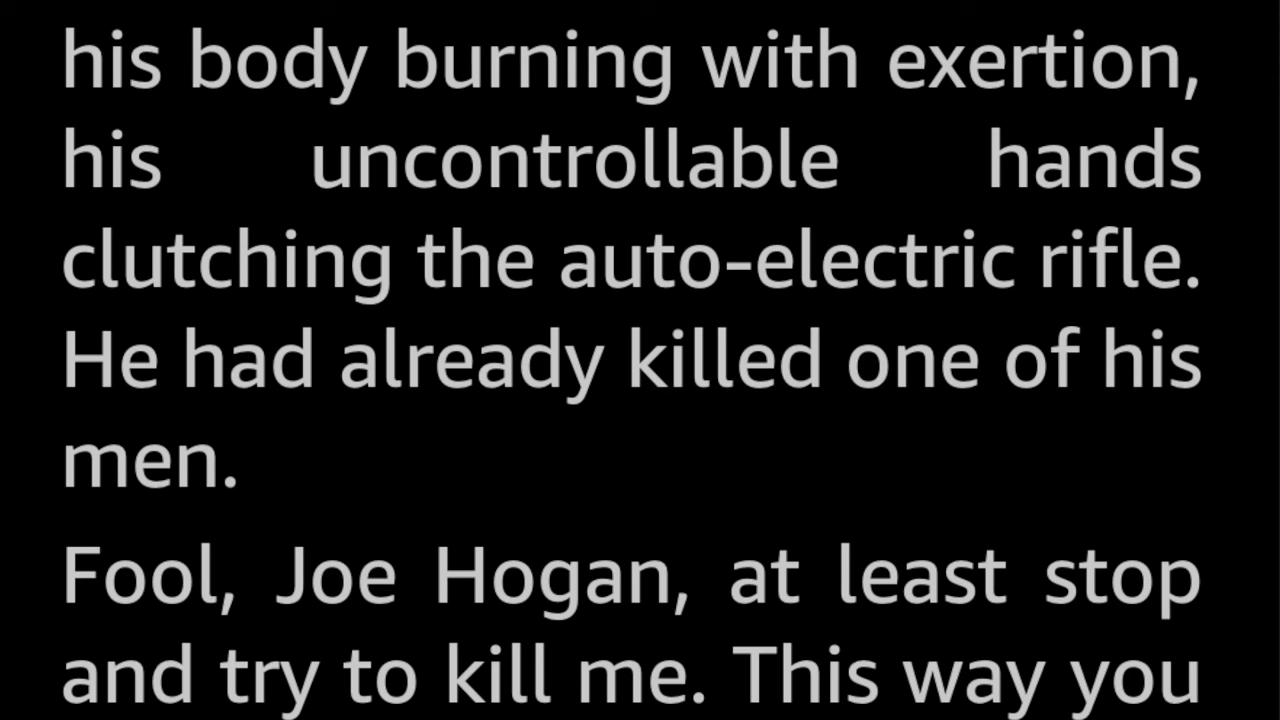 his body burning with exertion,
his uncontrollable hands
clutching the auto-electric rifle.
He had already killed one of his
men.
Fool, Joe Hogan, at least stop
and try to kill me. This way you